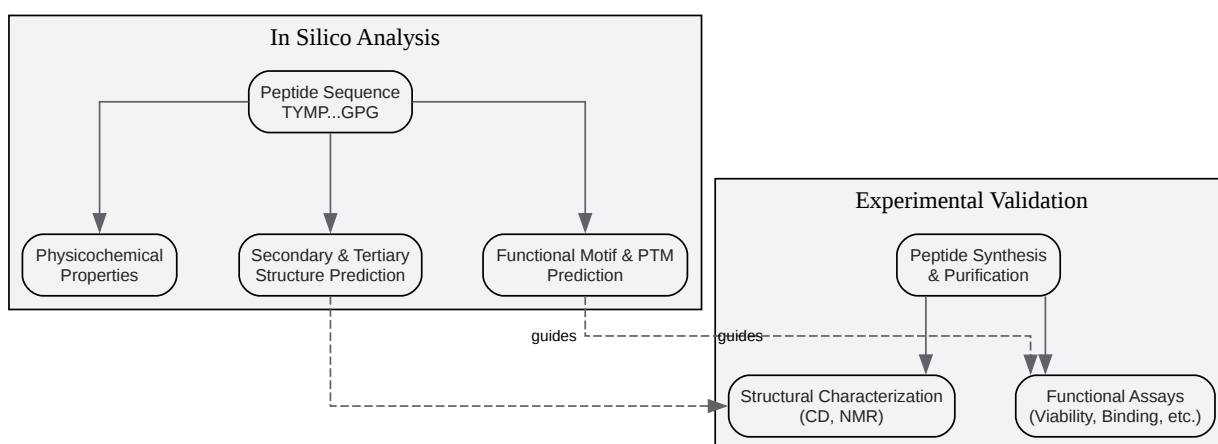 In Silico Analysis
Peptide Sequence
TYMP...GPG
Physicochemical
Properties
Secondary & Tertiary
Structure Prediction
Functional Motif & PTM
Prediction
Experimental Validation
Peptide Synthesis
& Purification
guides
guides
Structural Characterization
(CD, NMR)
Functional Assays
(Viability, Binding, etc.)